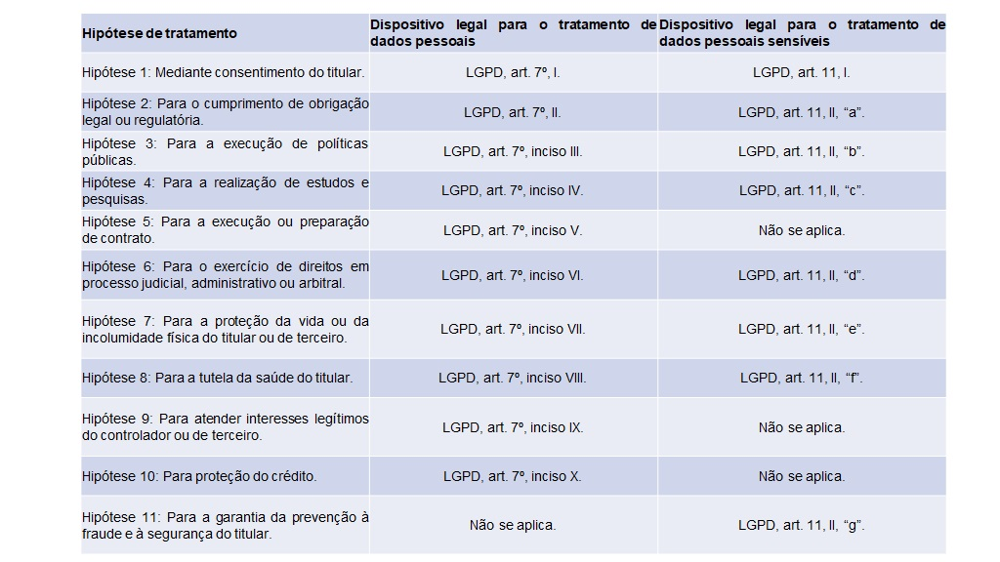 Hipótese de tratamento
Dispositivo legal para o tratamento de
dados pessoais
Dispositivo legal para o tratamento de
dados pessoais sensíveis
Hipótese 1: Mediante consentimento do titular.
LGPD, art. 7º, I.
LGPD, art. 11, I.
Hipótese 2: Para o cumprimento de obrigação
legal ou regulatória.
LGPD, art. 7º, II.
LGPD, art. 11, II, “a”.
Hipótese 3: Para a execução de políticas
públicas.
LGPD, art. 7º, inciso III.
LGPD, art. 11, II, “b”.
Hipótese 4: Para a realização de estudos e
pesquisas.
LGPD, art. 7º, inciso IV.
LGPD, art. 11, II, “c”.
Hipótese 5: Para a execução ou preparação
de contrato.
LGPD, art. 7º, inciso V.
Não se aplica.
Hipótese 6: Para o exercício de direitos em
processo judicial, administrativo ou arbitral.
LGPD, art. 7º, inciso VI.
LGPD, art. 11, II, “d”.
Hipótese 7: Para a proteção da vida ou da
incolumidade física do titular ou de terceiro.
LGPD, art. 7º, inciso VII.
LGPD, art. 11, II, “e”.
Hipótese 8: Para a tutela da saúde do titular.
LGPD, art. 7º, inciso VIII.
LGPD, art. 11, II, “f”.
Hipótese 9: Para atender interesses legítimos
do controlador ou de terceiro.
LGPD, art. 7º, inciso IX.
Não se aplica.
Hipótese 10: Para proteção do crédito.
LGPD, art. 7º, inciso X.
Não se aplica.
Hipótese 11: Para a garantia da prevenção à
fraude e à segurança do titular.
Não se aplica.
LGPD, art. 11, II, “g”.